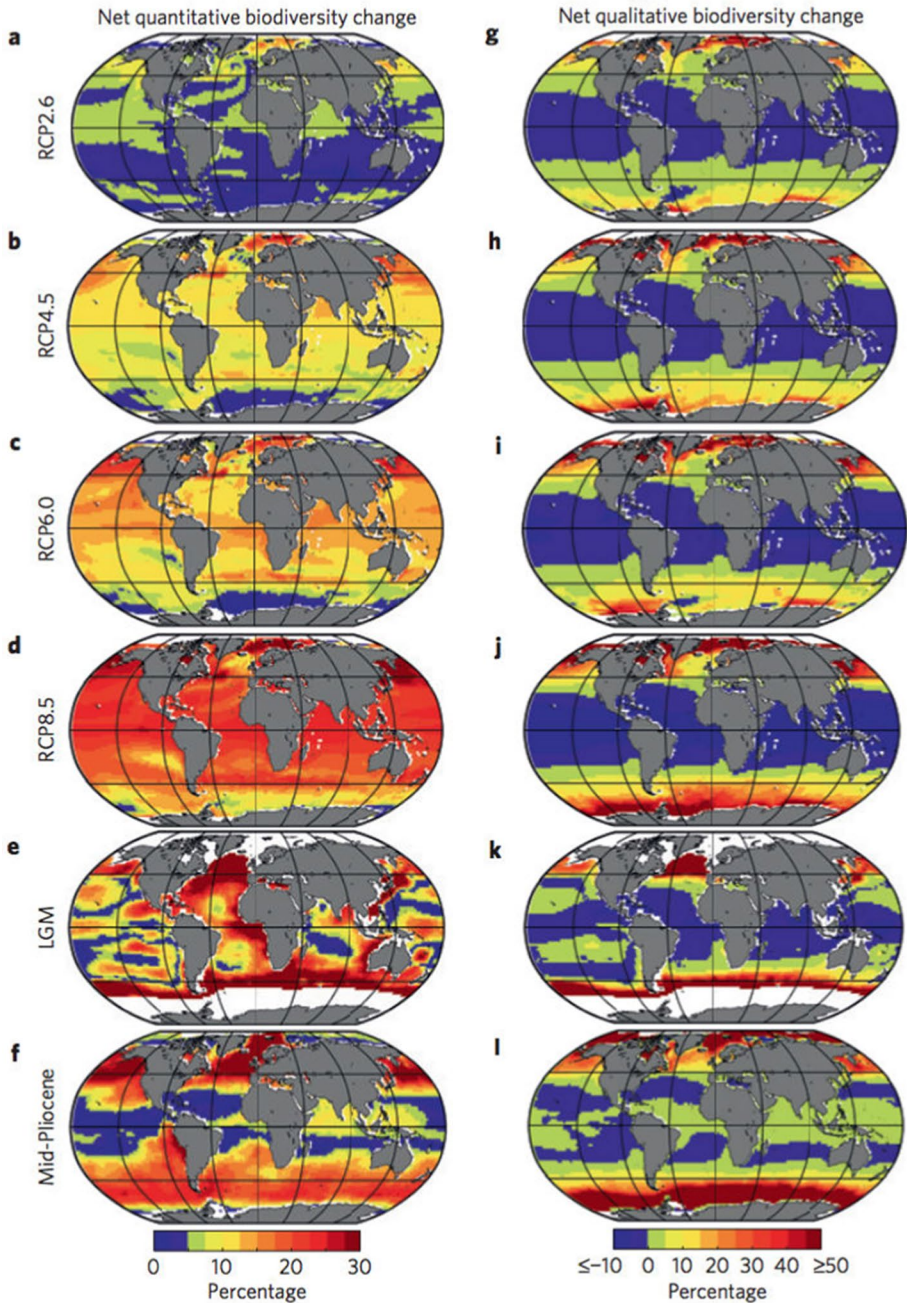 Net quantitative biodiversity change
Net qualitative biodiversity change
a
g
RCP2.6
b
h
RCP4.5
c
i
RCP6.0
d
j
RCP8.5
e
k
LGM
f
l
Mid-Pliocene
0 10 20 30
Percentage
≤–10 0 10 20 30 40 ≥50
Percentage